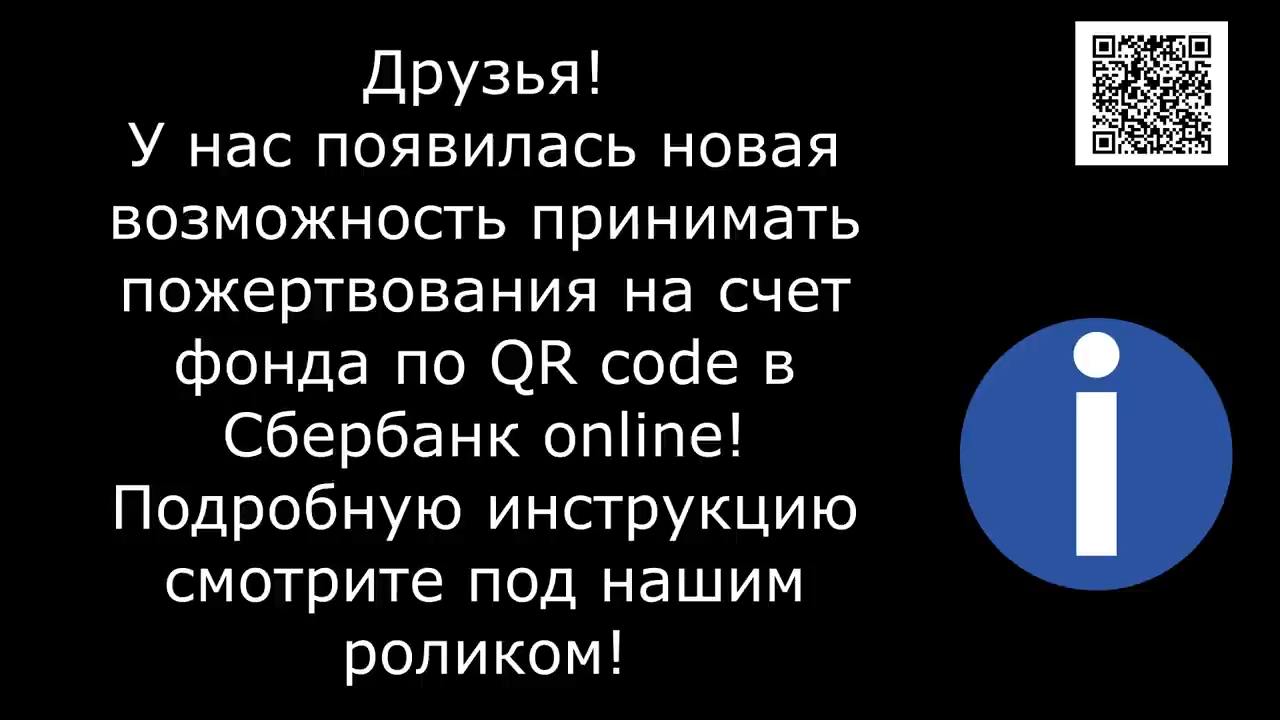 Друзья!
У нас появилась новая
возможность принимать
пожертвования на счет
фонда по QR code в
Сбербанк online!
Подробную инструкцию
смотрите под нашим
роликом!
i